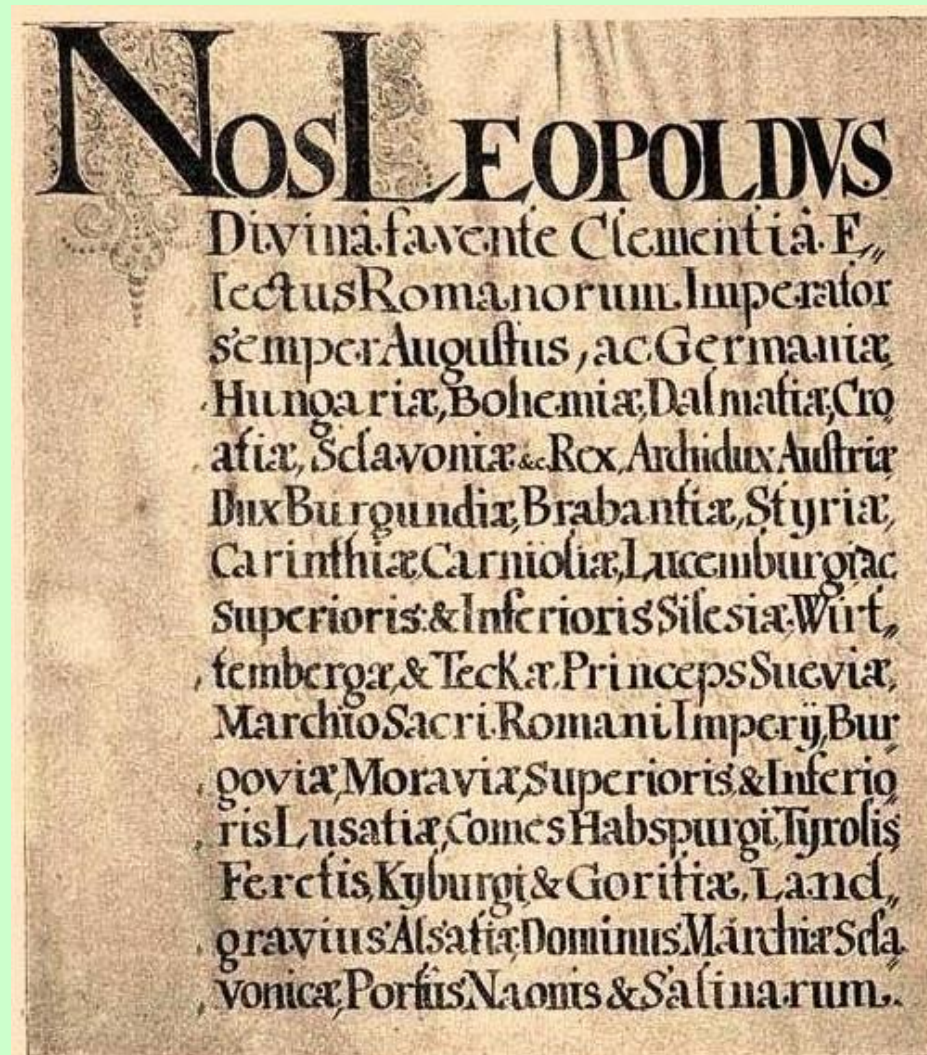 NOS LEOPOLDVS
Divinâ favente Clementiâ E„
lectus Romanorum Imperator
semper Augustus, ac Germaniæ,
Hungariæ, Bohemiæ, Dalmatiæ, Cro„
atiæ, Sclavoniæ &c. Rex, Archidux Austriæ
Dux Burgundiæ, Brabantiæ, Styriæ,
Carinthiæ, Carnioliæ, Lucemburgi, ac
Superioris & Inferioris Silesiæ, Wirt„
tembergæ, & Teckæ, Princeps Sueviæ,
Marchio Sacri Romani Imperij, Bur„
goviæ, Moraviæ, Superioris & Inferio„
ris Lusatiæ, Comes Habspurgi, Tyrolis,
Feretis, Kyburgi, & Goritiæ, Land„
gravius Alsatiæ, Dominus Marchiæ Scla„
vonicæ, Portus Naonis & Salinarum.